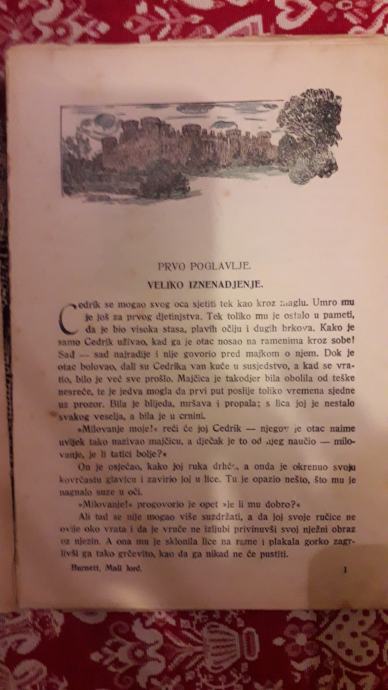 PRVO POGLAVLJE.
VELIKO IZNENADJENJE.
Cedrik se mogao svog oca sjetiti tek kao kroz maglu. Umro mu
je još za prvog djetinjstva. Tek toliko mu je ostalo u pameti,
da je bio visoka stasa, plavih očiju i dugih brkova. Kako je
samo Cedrik uživao, kad ga je otac nosao na ramenima kroz sobe!
Sad — sad najradije i nije govorio pred majkom o njem. Dok je
otac bolovao, dali su Cedrika van kuće u susjedstvo, a kad se vra-
tio, bilo je već sve prošlo. Majčica je takodjer bila obolila od teške
nesreće, te je jedva mogla da prvi put poslije toliko vremena sjedne
uz prozor. Bila je blijeda, mršava i propala; s lica joj je nestalo
svakog veselja, a bila je u crnini.
»Milovanje moje!« reći će joj Cedrik — njegov je otac naime
uvijek tako nazivao majčicu, a dječak je to od njeg naučio — milo-
vanje, je li tatici bolje?«
On je osjećao, kako joj ruka drhće, a onda je okrenuo svoju
kovrčastu glavicu i zavirio joj u lice. Tu je opazio nešto, što mu je
nagnalo suze u oči.
»Milovanje!« progovorio je opet »je li mu dobro?«
Ali tad se nije mogao više suzdržati, a da joj svoje ručice ne
ovije oko vrata i da je vruće ne izljubi privinuvši svoj nježni obraz
uz njezin. A ona mu je sklonila lice na rame i plakala gorko zagr-
livši ga tako grčevito, kao da ga nikad ne će pustiti.
Burnett, Mali lord.
1